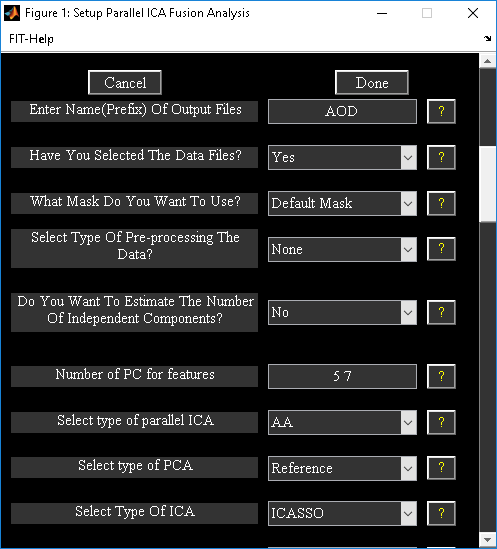 Figure 1: Setup Parallel ICA Fusion Analysis
FIT-Help
Cancel Done
Enter Name(Prefix) Of Output Files AOD ?
Have You Selected The Data Files? Yes ?
What Mask Do You Want To Use? Default Mask ?
Select Type Of Pre-processing The
Data? None ?
Do You Want To Estimate The Number
Of Independent Components? No ?
Number of PC for features 5 7 ?
Select type of parallel ICA AA ?
Select type of PCA Reference ?
Select Type Of ICA ICASSO ?